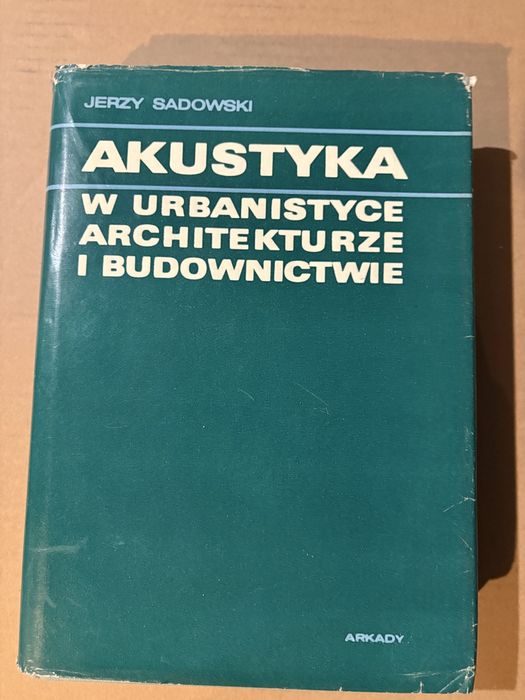 JERZY SADOWSKI
AKUSTYKA
W URBANISTYCE
ARCHITEKTURZE
I BUDOWNICTWIE
ARKADY